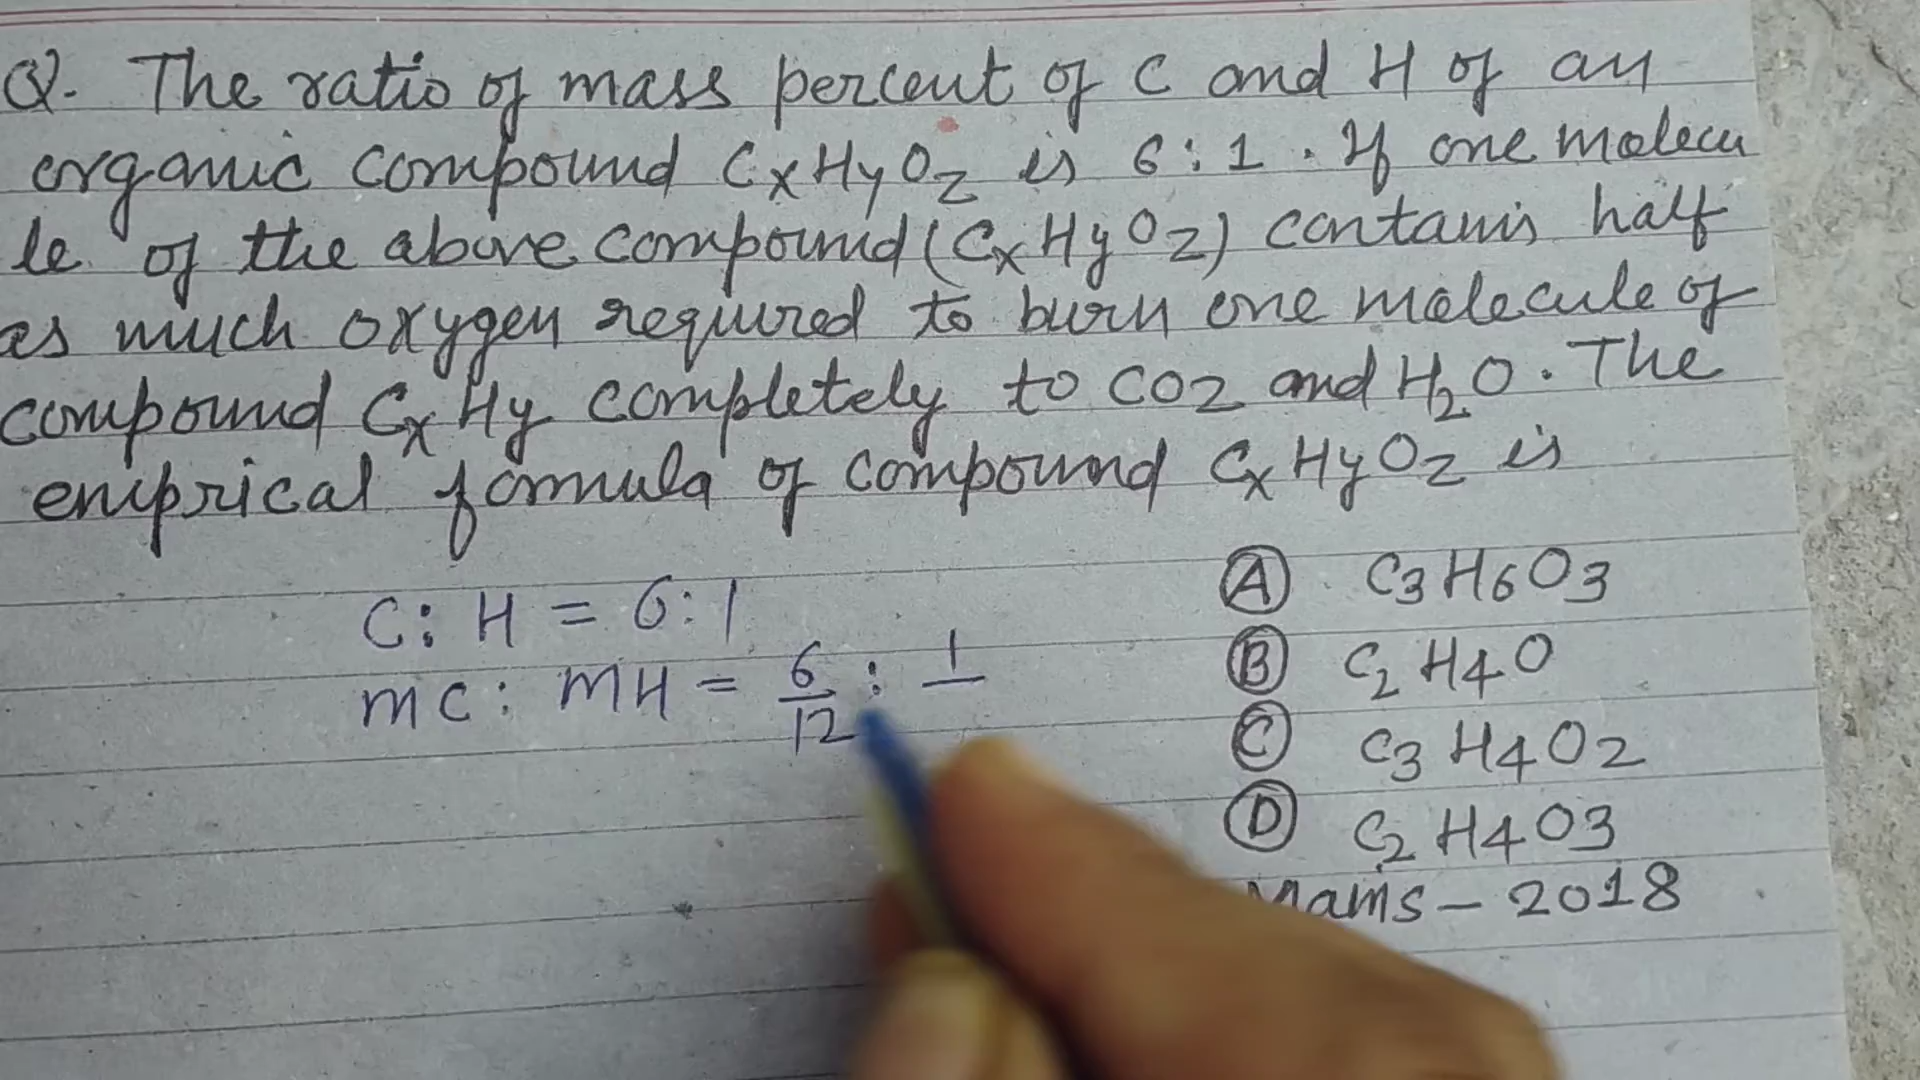 Q. The ratio of mass percent of C and H of an
organic compound CxHyOz is 6:1. If one molecu
le of the above compound (CxHyOz) contains half
as much oxygen required to burn one molecule of
compound CxHy completely to CO2 and H2O. The
emprical formula of compound CxHyOz is
C: H = 6:1
mC: MH = 6/12 : 1/
(A) C3H6O3
(B) C2H4O
(C) C3H4O2
(D) C2H4O3
Mains - 2018